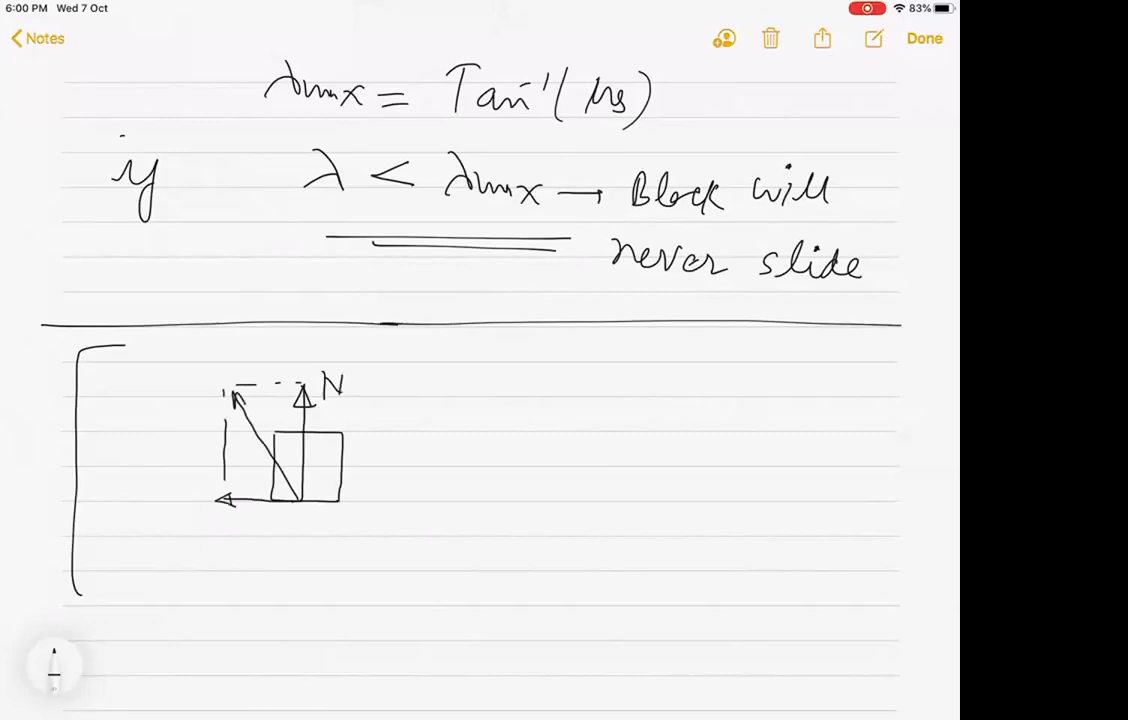 6:00 PM Wed 7 Oct
83%
Notes
Done
λmax = Tan⁻¹(μs)
if λ < λmax → Block will
never slide
N